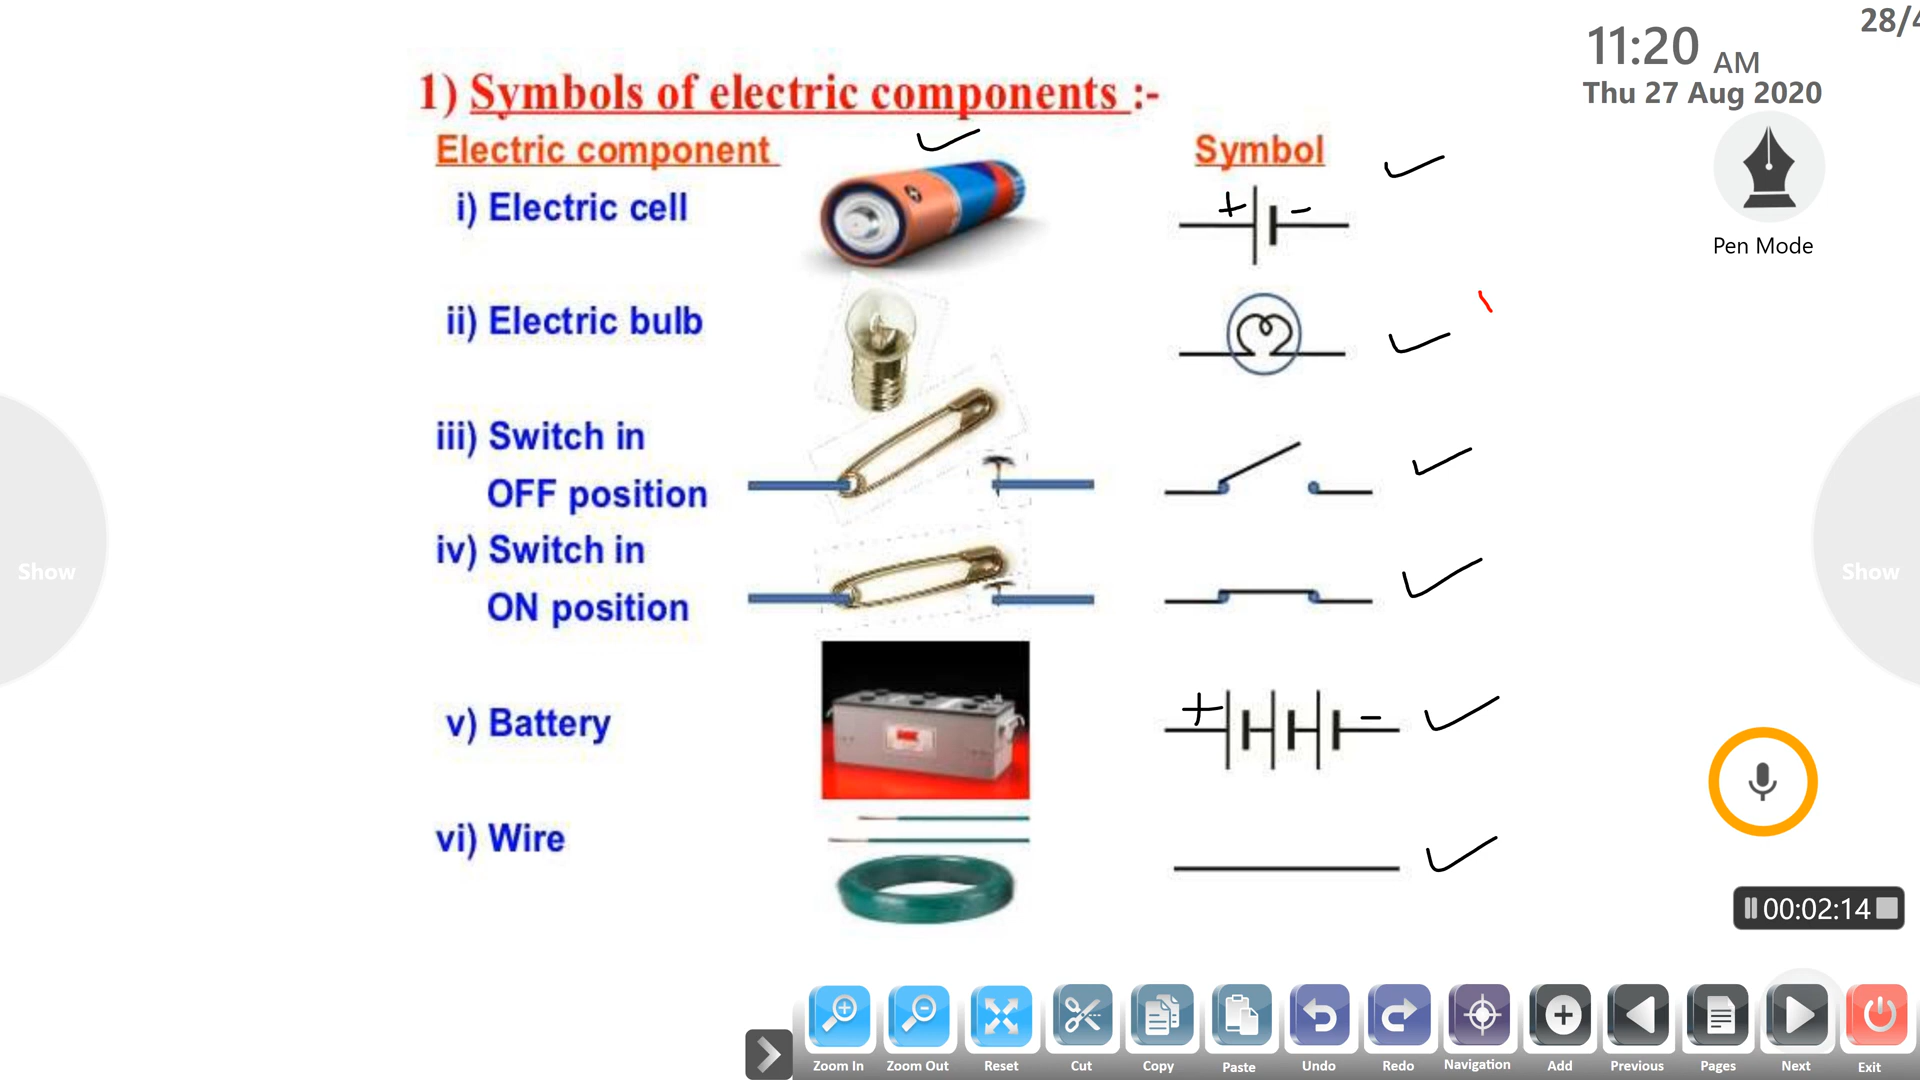 28/4
11:20 AM
Thu 27 Aug 2020
1) Symbols of electric components :-
Electric component
Symbol
i) Electric cell
+ -
Pen Mode
ii) Electric bulb
iii) Switch in
OFF position
iv) Switch in
ON position
Show
Show
v) Battery
+ -
vi) Wire
00:02:14
Zoom In
Zoom Out
Reset
Cut
Copy
Paste
Undo
Redo
Navigation
Add
Previous
Pages
Next
Exit